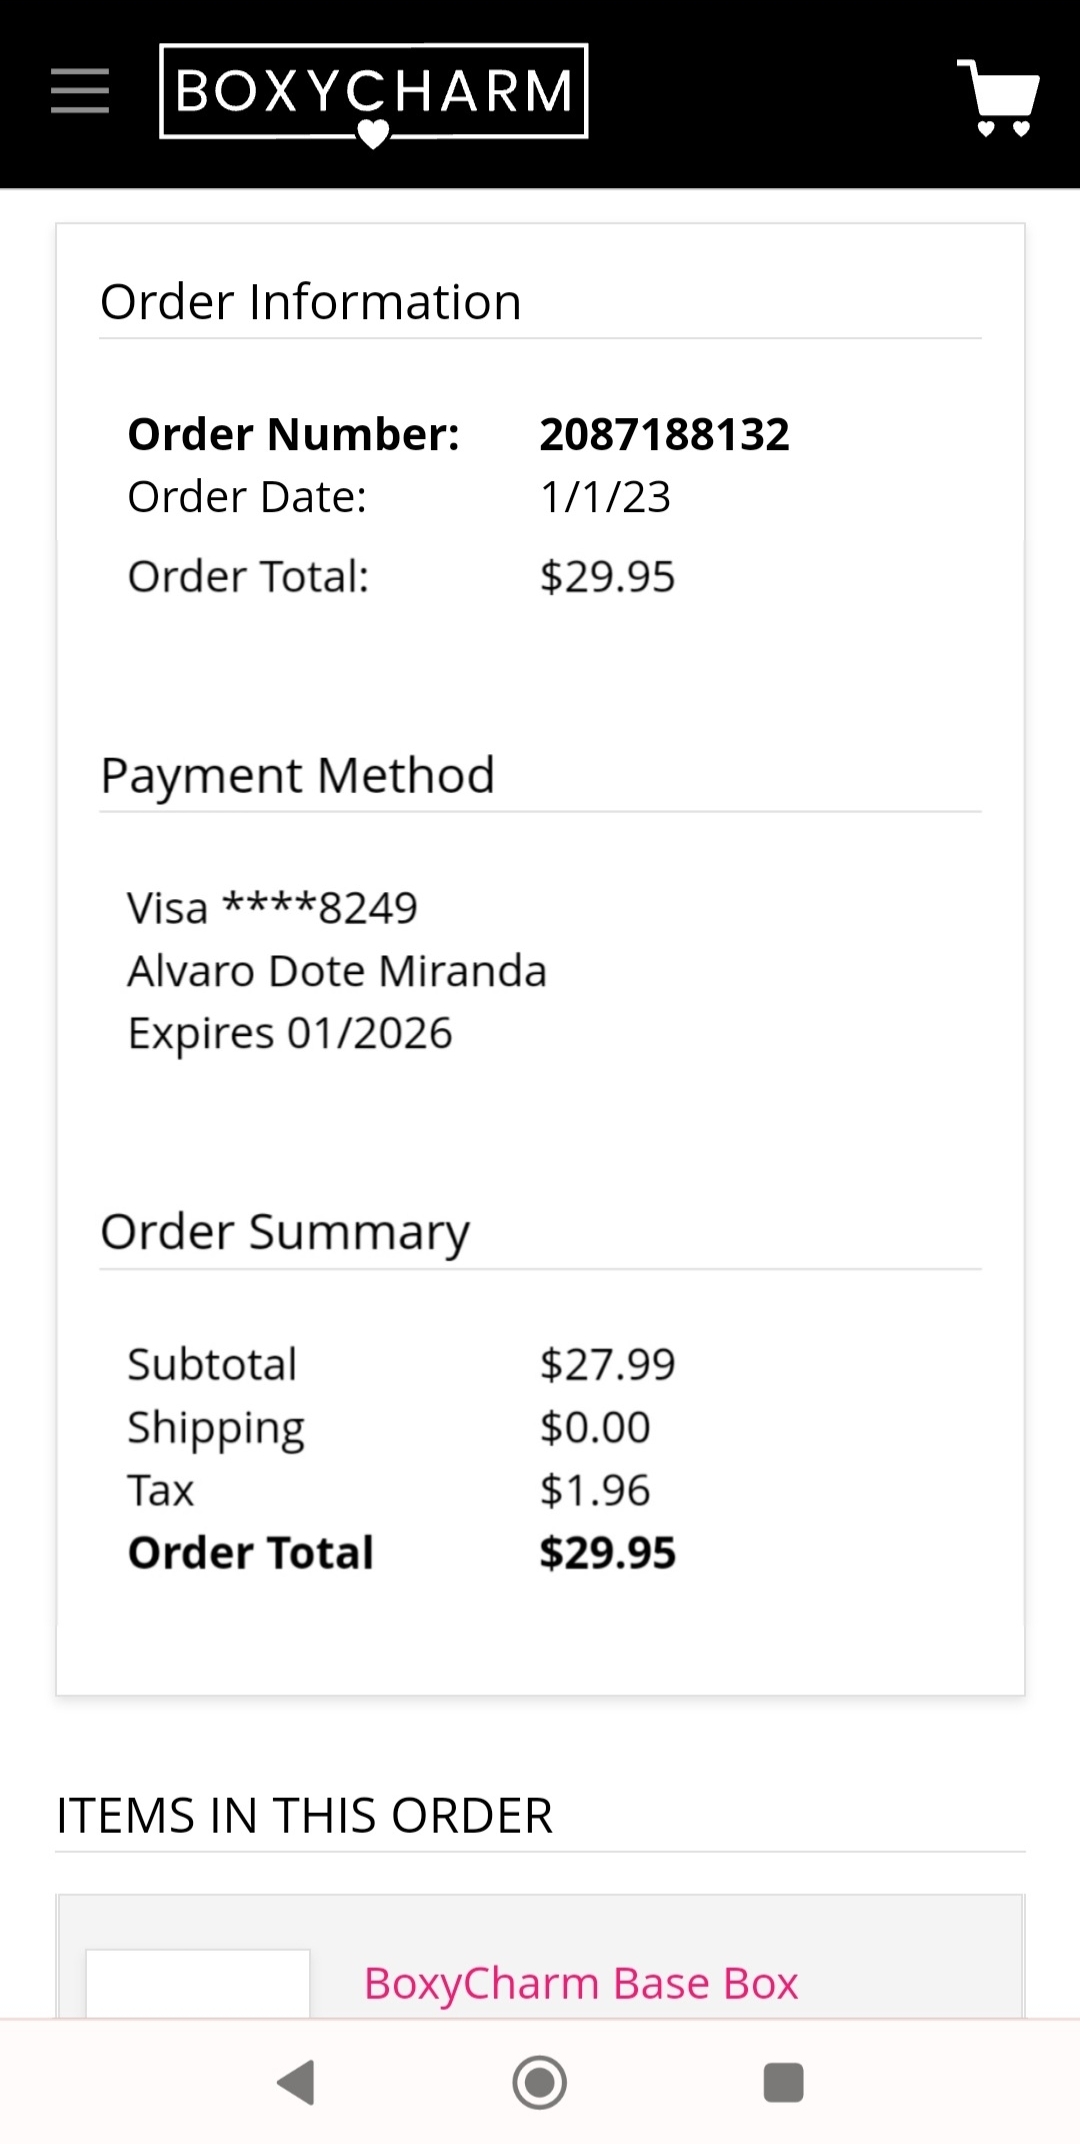 BOXYCHARM
Order Information
Order Number: 2087188132
Order Date: 1/1/23
Order Total: $29.95
Payment Method
Visa ****8249
Alvaro Dote Miranda
Expires 01/2026
Order Summary
Subtotal $27.99
Shipping $0.00
Tax $1.96
Order Total $29.95
ITEMS IN THIS ORDER
BoxyCharm Base Box